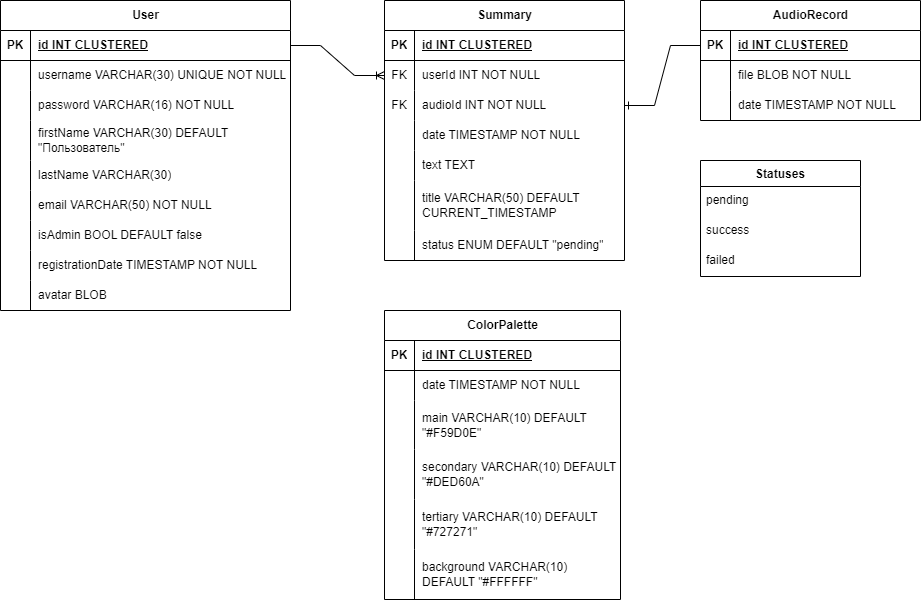 User
PK id INT CLUSTERED
username VARCHAR(30) UNIQUE NOT NULL
password VARCHAR(16) NOT NULL
firstName VARCHAR(30) DEFAULT
"Пользователь"
lastName VARCHAR(30)
email VARCHAR(50) NOT NULL
isAdmin BOOL DEFAULT false
registrationDate TIMESTAMP NOT NULL
avatar BLOB
Summary
PK id INT CLUSTERED
FK userId INT NOT NULL
FK audioId INT NOT NULL
date TIMESTAMP NOT NULL
text TEXT
title VARCHAR(50) DEFAULT
CURRENT_TIMESTAMP
status ENUM DEFAULT "pending"
AudioRecord
PK id INT CLUSTERED
file BLOB NOT NULL
date TIMESTAMP NOT NULL
Statuses
pending
success
failed
ColorPalette
PK id INT CLUSTERED
date TIMESTAMP NOT NULL
main VARCHAR(10) DEFAULT
"#F59D0E"
secondary VARCHAR(10) DEFAULT
"#DED60A"
tertiary VARCHAR(10) DEFAULT
"#727271"
background VARCHAR(10)
DEFAULT "#FFFFFF"